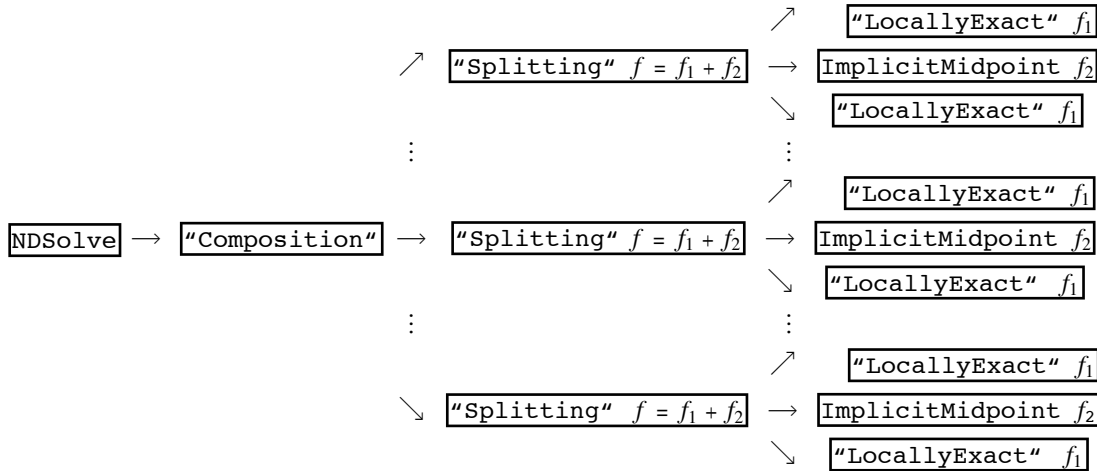 ↗ “LocallyExact“ f₁
↗ “Splitting“ f = f₁ + f₂ → ImplicitMidpoint f₂
↘ “LocallyExact“ f₁
⋮ ⋮
↗ “LocallyExact“ f₁
NDSolve → “Composition“ → “Splitting“ f = f₁ + f₂ → ImplicitMidpoint f₂
↘ “LocallyExact“ f₁
⋮ ⋮
↗ “LocallyExact“ f₁
↘ “Splitting“ f = f₁ + f₂ → ImplicitMidpoint f₂
↘ “LocallyExact“ f₁